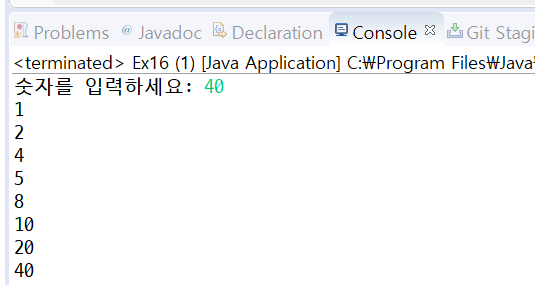 Problems @ Javadoc Declaration Console Git Stagi
<terminated> Ex16 (1) [Java Application] C:₩Program Files₩Java₩
숫자를 입력하세요: 40
1
2
4
5
8
10
20
40